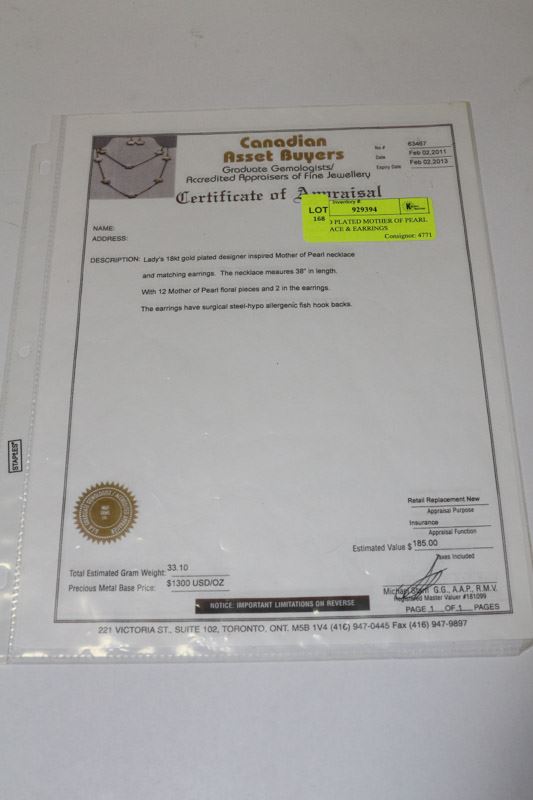 Canadian
Asset Buyers
Graduate Gemologists/
Accredited Appraisers of Fine Jewellery
No.# 63467
Date Feb 02,2011
Expiry Date Feb 02,2013
Certificate of Appraisal
LOT
168
Inventory #
929394
D PLATED MOTHER OF PEARL
ACE & EARRINGS
Consignor: 4771
NAME:
ADDRESS:
DESCRIPTION: Lady's 18kt gold plated designer inspired Mother of Pearl necklace
and matching earrings. The necklace measures 38" in length.
With 12 Mother of Pearl floral pieces and 2 in the earrings.
The earrings have surgical steel-hypo allergenic fish hook backs.
STAPLES
Retail Replacement New
Appraisal Purpose
Insurance
Appraisal Function
Estimated Value $ 185.00
Taxes Included
Total Estimated Gram Weight: 33.10
Precious Metal Base Price: $1300 USD/OZ
G.G., A.A.P., R.M.V.
Registered Master Valuer #181099
NOTICE: IMPORTANT LIMITATIONS ON REVERSE
PAGE 1 OF 1 PAGES
221 VICTORIA ST., SUITE 102, TORONTO, ONT. M5B 1V4 (416) 947-0445 Fax (416) 947-9897